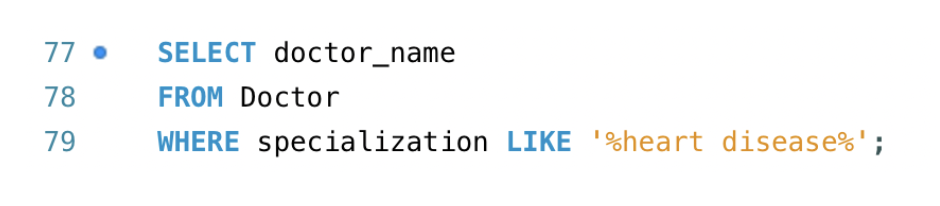 77 SELECT doctor_name
78 FROM Doctor
79 WHERE specialization LIKE '%heart disease%';